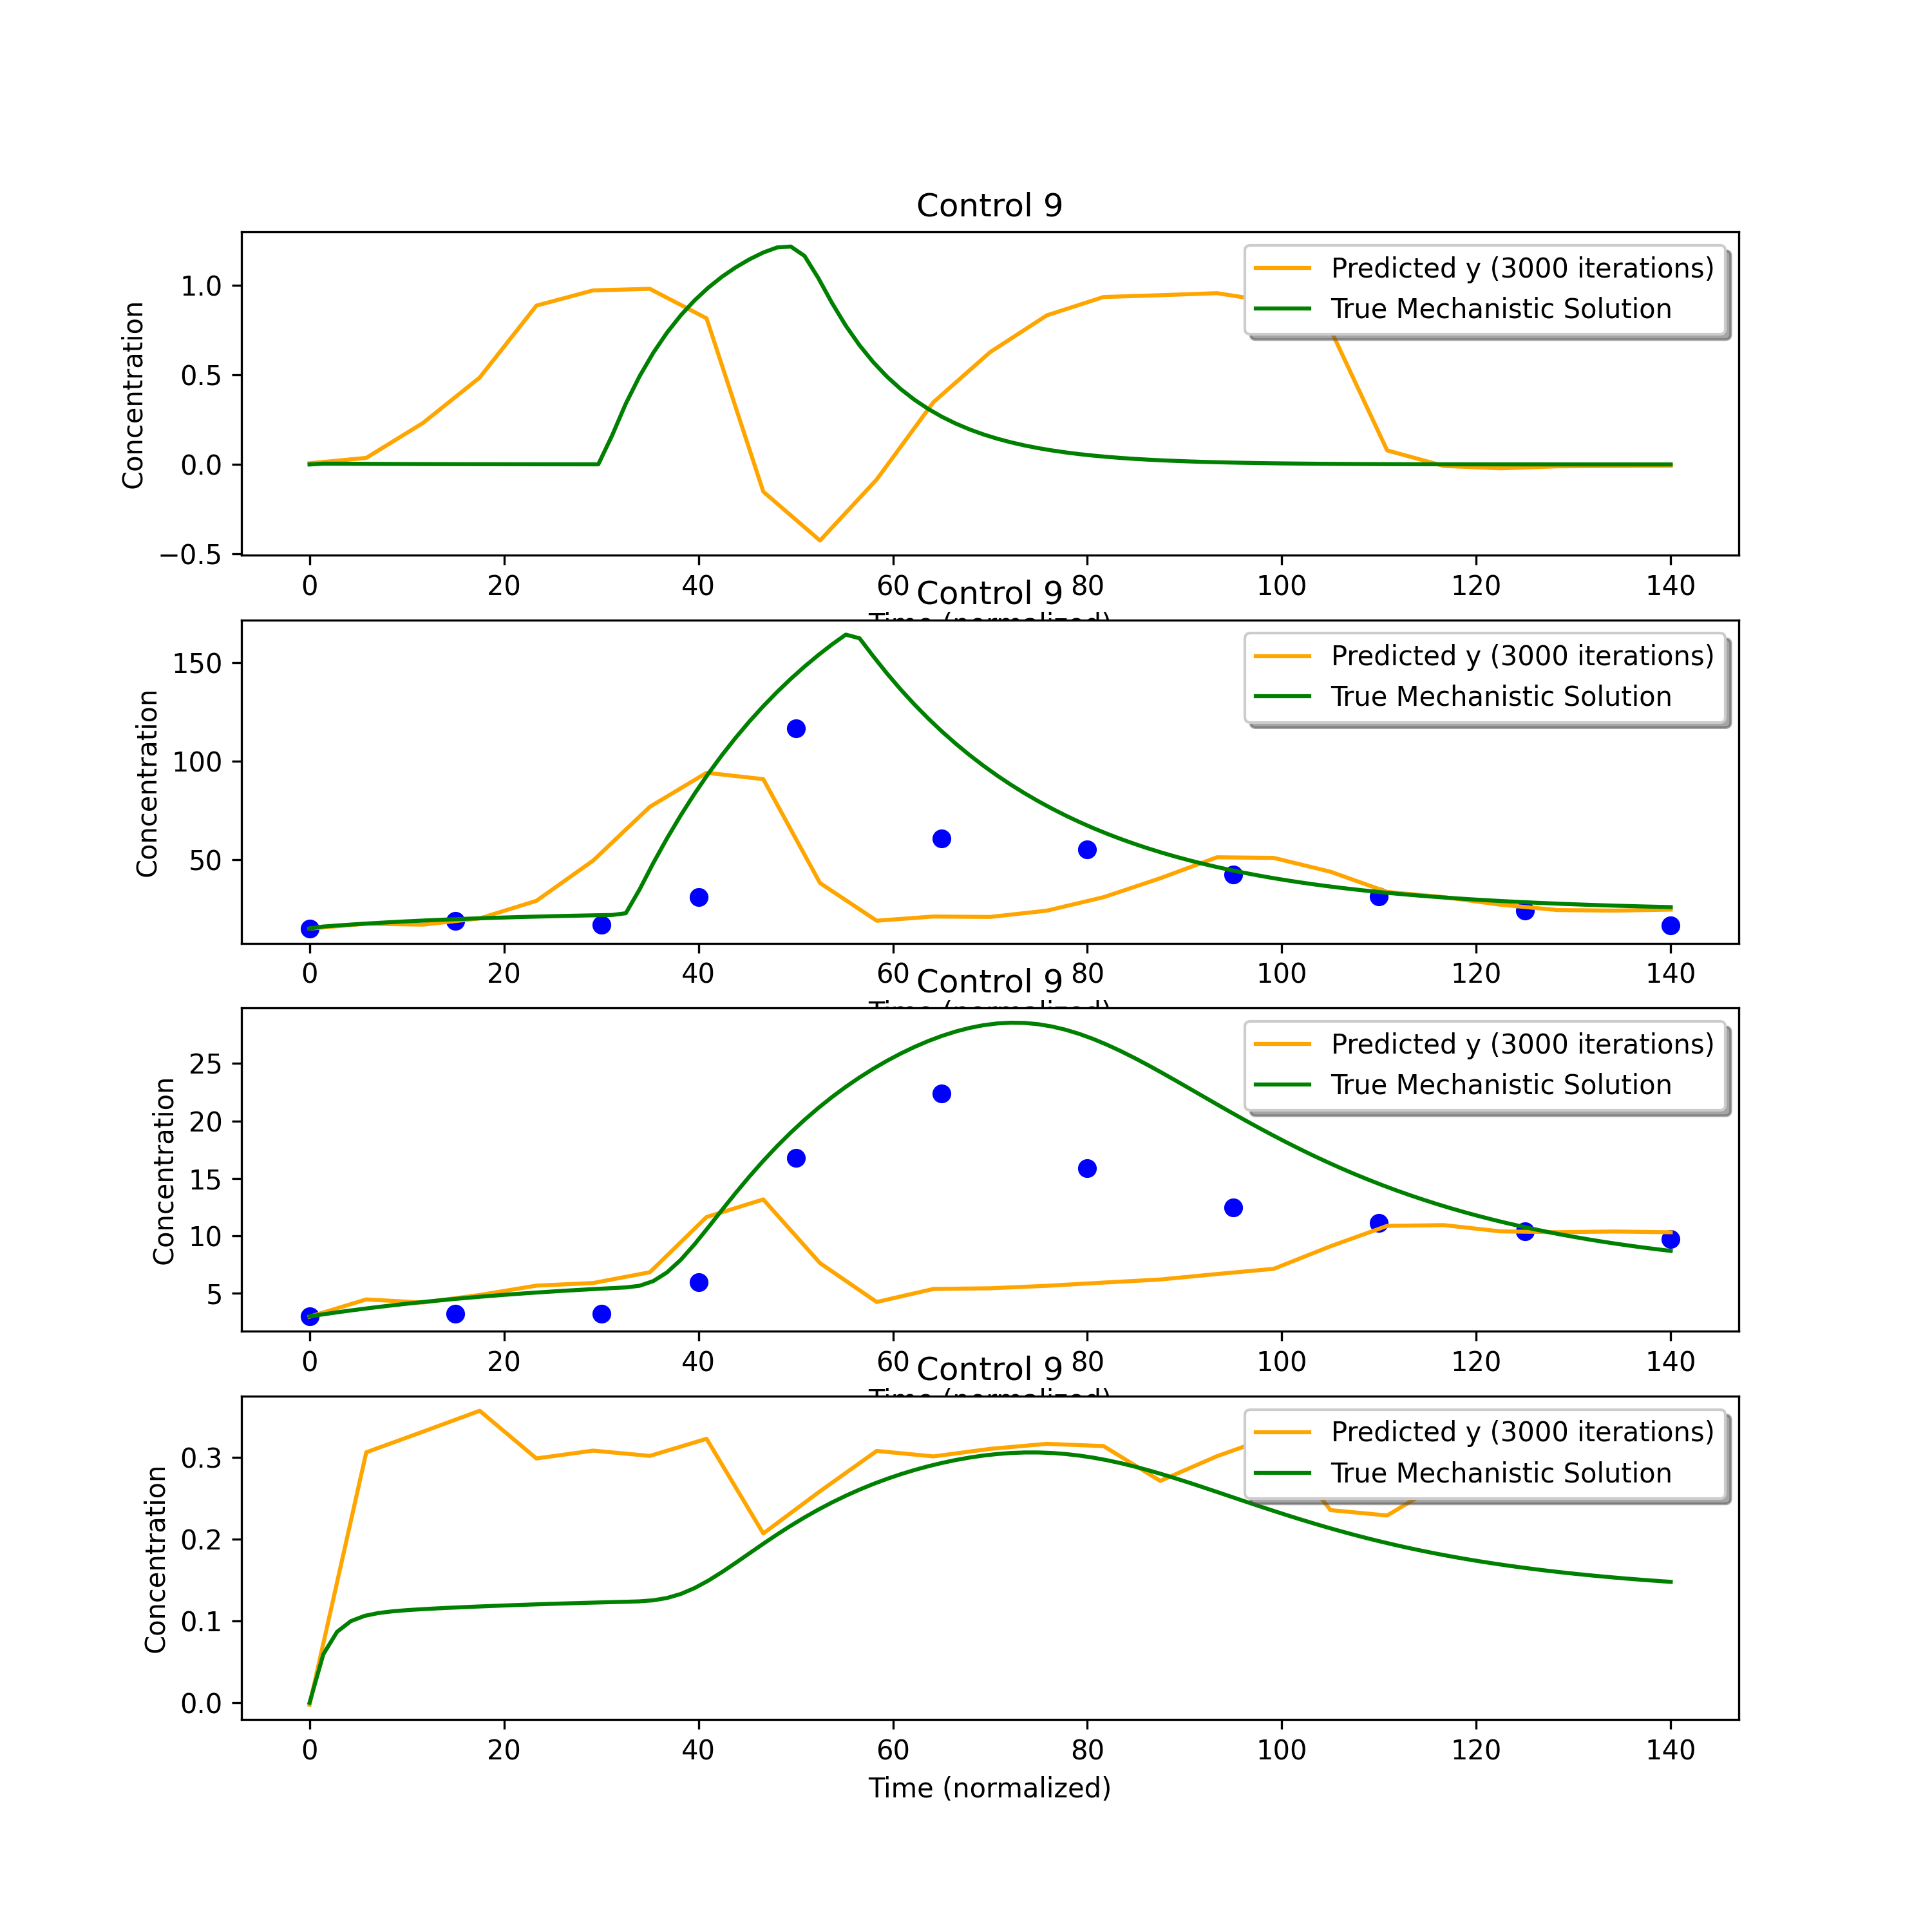 Control 9
Concentration
1.0
0.5
0.0
−0.5
Predicted y (3000 iterations)
True Mechanistic Solution
0 20 40 60 80 100 120 140
Control 9
Concentration
150
100
50
Predicted y (3000 iterations)
True Mechanistic Solution
0 20 40 60 80 100 120 140
Control 9
Concentration
25
20
15
10
5
Predicted y (3000 iterations)
True Mechanistic Solution
0 20 40 60 80 100 120 140
Control 9
Concentration
0.3
0.2
0.1
0.0
Predicted y (3000 iterations)
True Mechanistic Solution
0 20 40 60 80 100 120 140
Time (normalized)